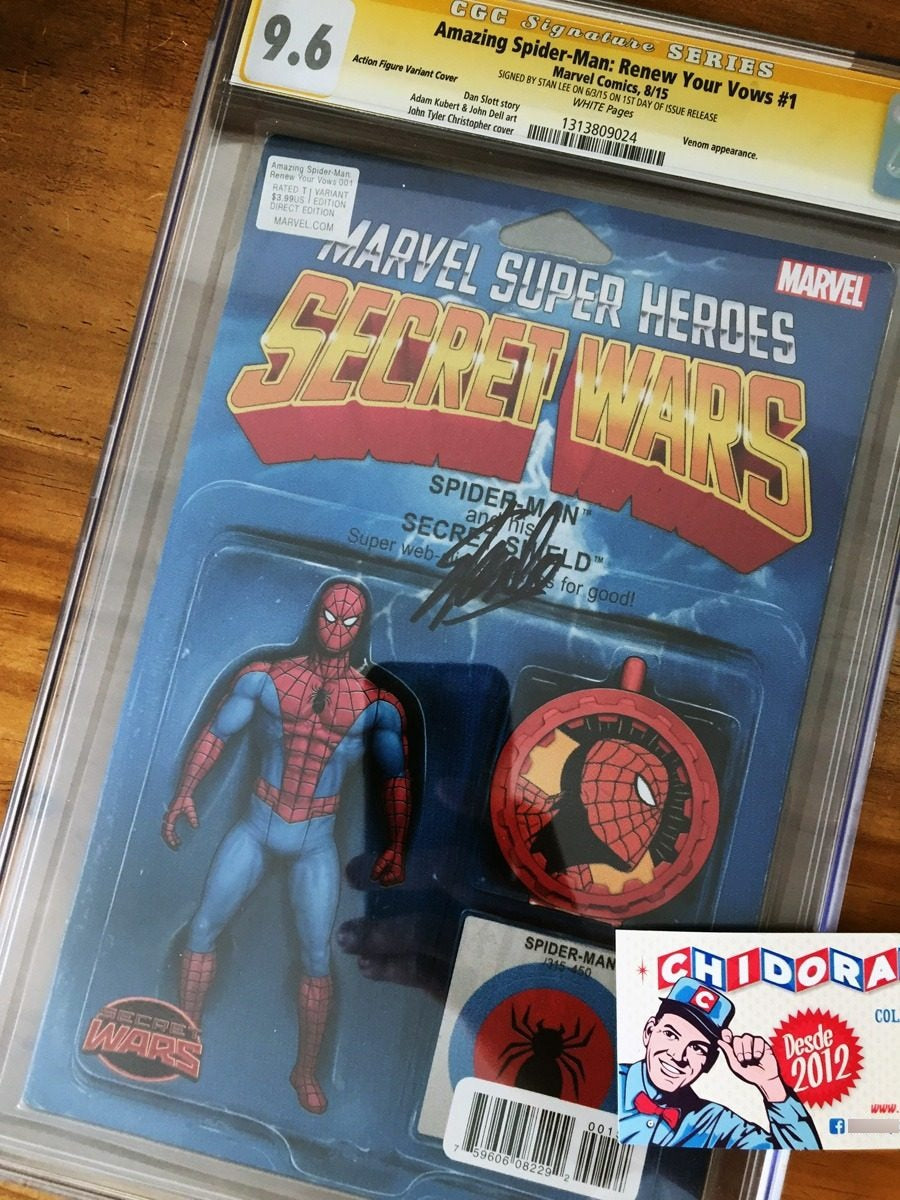 CGC Signature SERIES
9.6
Amazing Spider-Man: Renew Your Vows #1
Marvel Comics, 8/15
Action Figure Variant Cover
SIGNED BY STAN LEE ON 6/3/15 ON 1ST DAY OF ISSUE RELEASE
WHITE Pages
Dan Slott story
Adam Kubert & John Dell art
John Tyler Christopher cover
1313809024
Venom appearance.
Amazing Spider-Man:
Renew Your Vows 001
RATED T VARIANT
$3.99US EDITION
DIRECT EDITION
MARVEL.COM
MARVEL
MARVEL SUPER HEROES
SECRET WARS
SPIDER-MAN™
and his
SECRET SHIELD™
Super web- for good!
SECRET
WARS
SPIDER-MAN
001
7 59606 08229 2
CHIDORA
C
COL
Desde
2012
www.
f